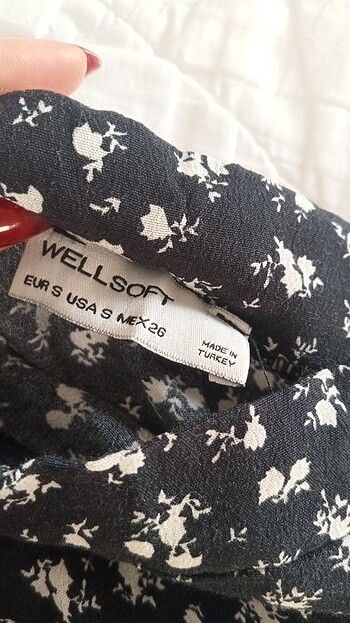 WELLSOFT
EUR S USA S MEX 26
MADE IN
TURKEY